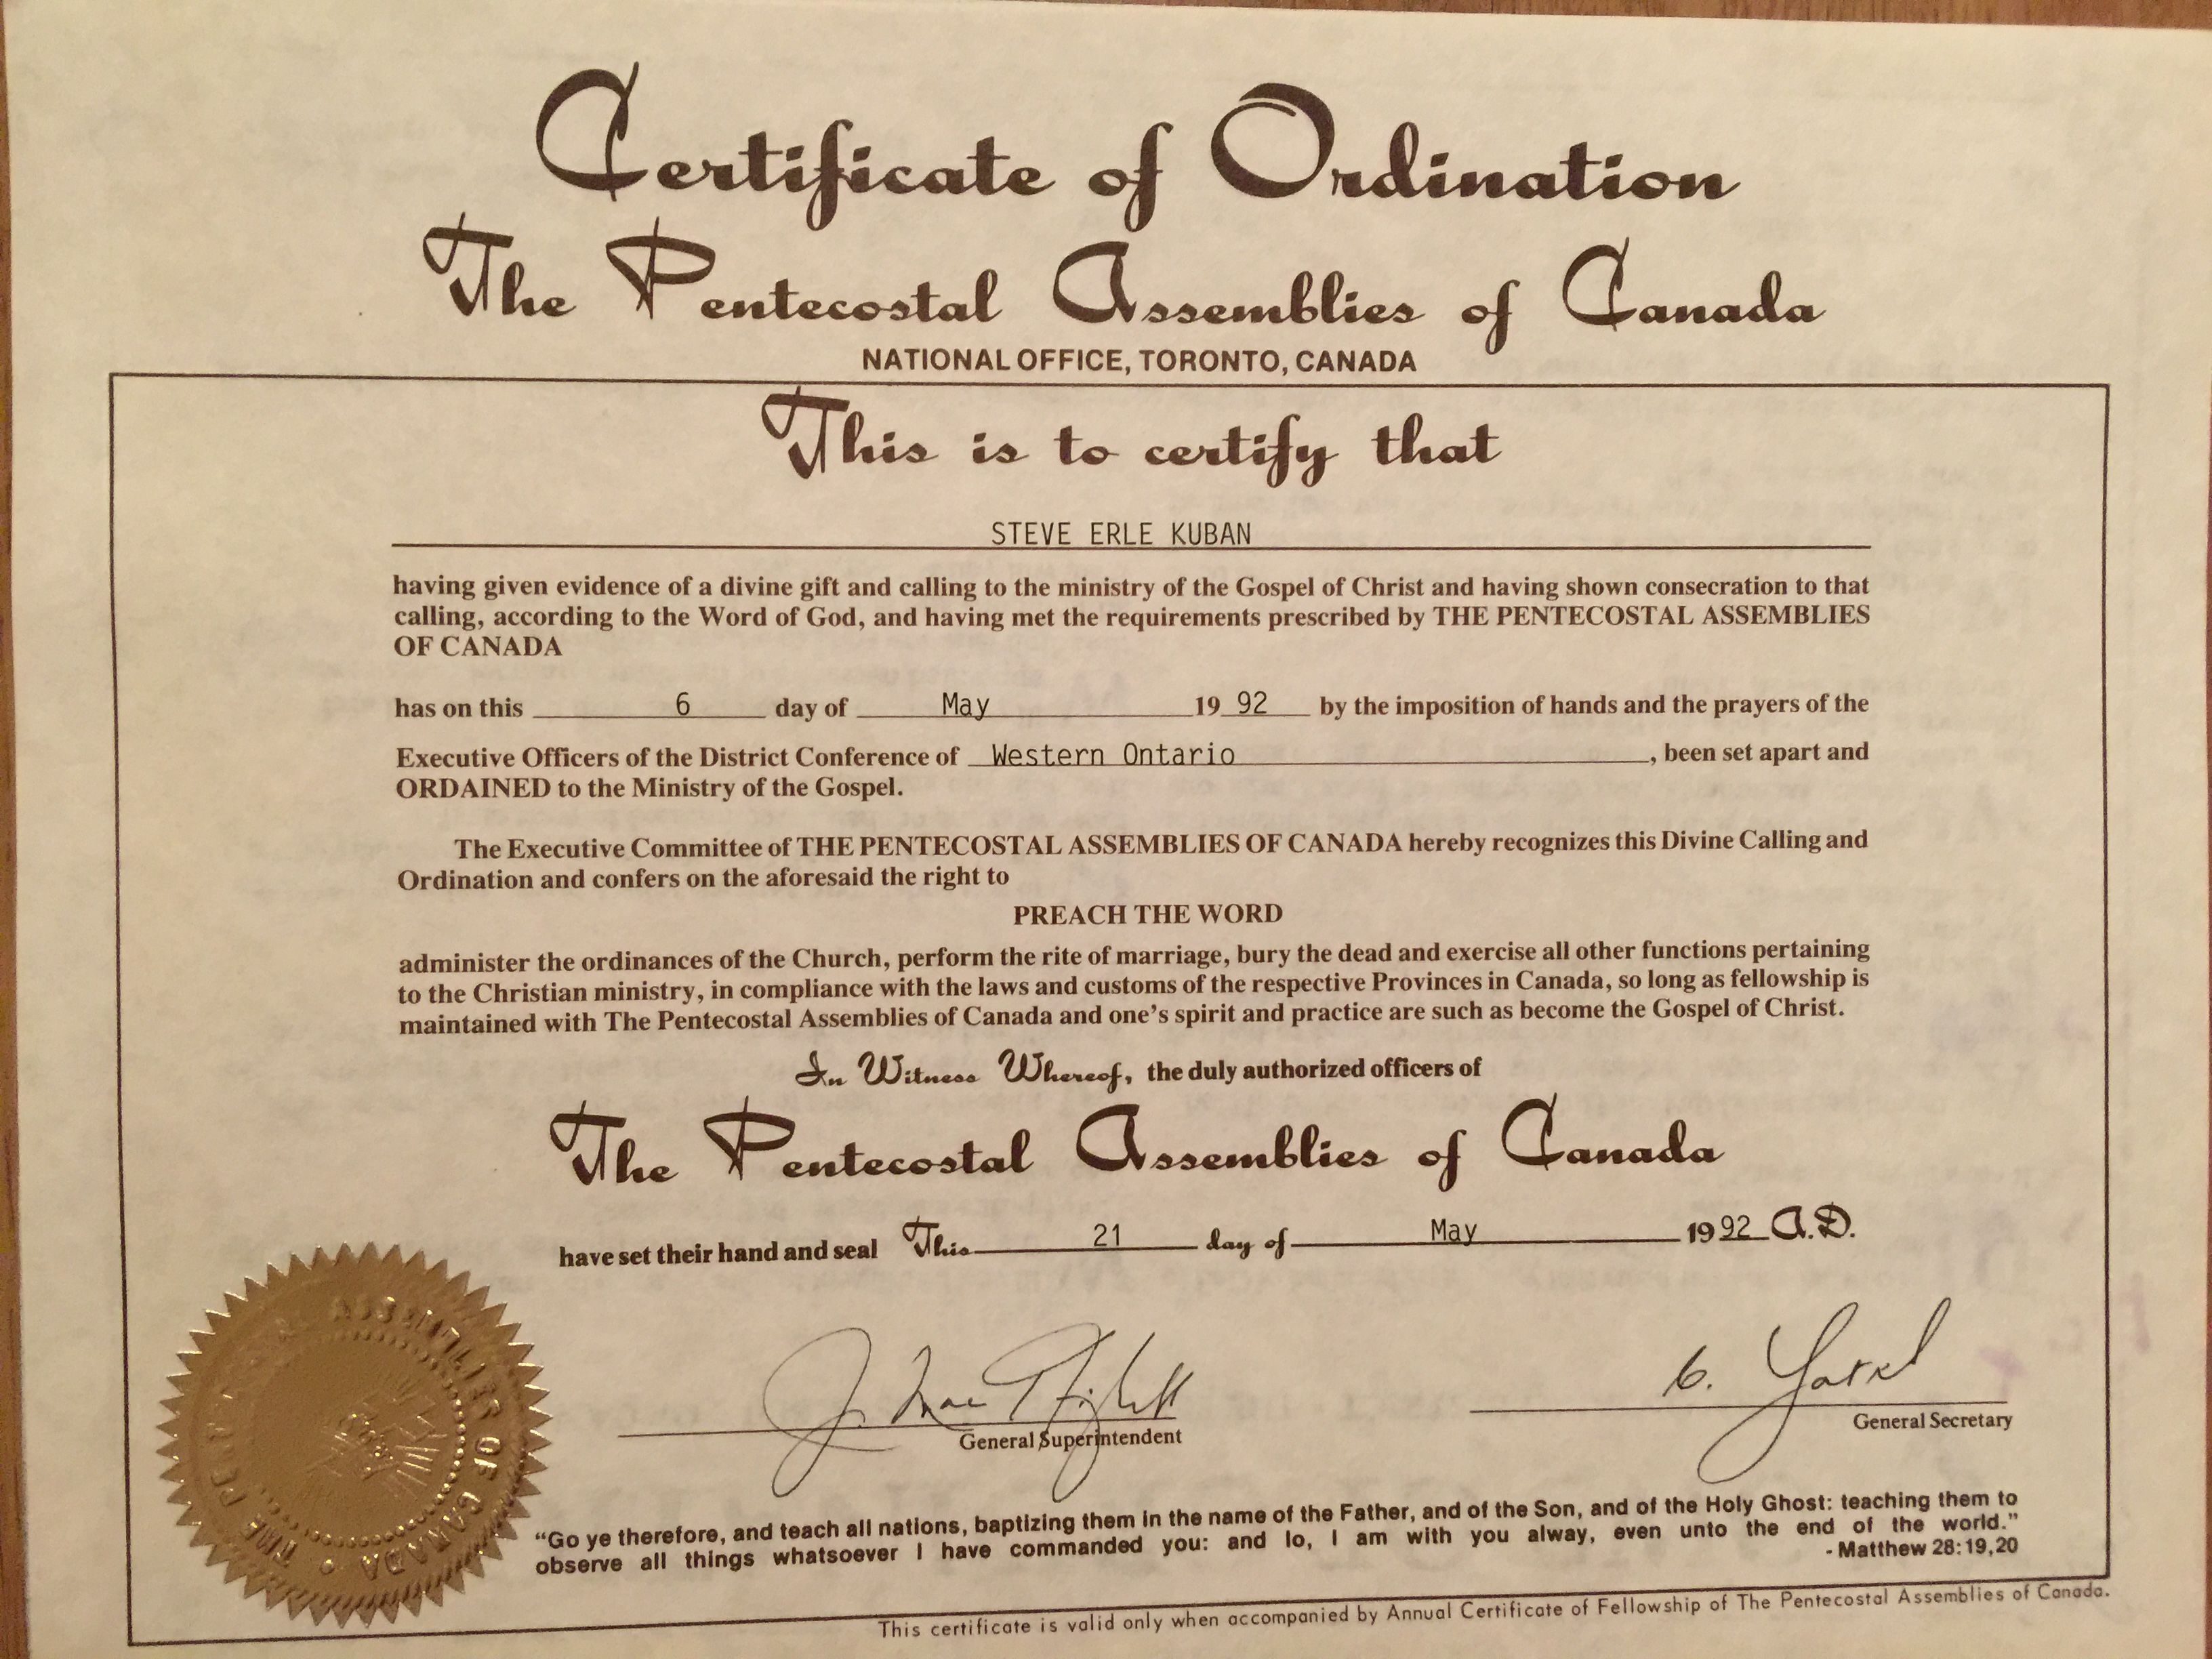 Certificate of Ordination
The Pentecostal Assemblies of Canada
NATIONAL OFFICE, TORONTO, CANADA
This is to certify that
STEVE ERLE KUBAN
having given evidence of a divine gift and calling to the ministry of the Gospel of Christ and having shown consecration to that
calling, according to the Word of God, and having met the requirements prescribed by THE PENTECOSTAL ASSEMBLIES
OF CANADA
has on this 6 day of May 19 92 by the imposition of hands and the prayers of the
Executive Officers of the District Conference of Western Ontario, been set apart and
ORDAINED to the Ministry of the Gospel.
The Executive Committee of THE PENTECOSTAL ASSEMBLIES OF CANADA hereby recognizes this Divine Calling and
Ordination and confers on the aforesaid the right to
PREACH THE WORD
administer the ordinances of the Church, perform the rite of marriage, bury the dead and exercise all other functions pertaining
to the Christian ministry, in compliance with the laws and customs of the respective Provinces in Canada, so long as fellowship is
maintained with The Pentecostal Assemblies of Canada and one's spirit and practice are such as become the Gospel of Christ.
In Witness Whereof, the duly authorized officers of
The Pentecostal Assemblies of Canada
have set their hand and seal This 21 day of May 19 92 A.D.
General Superintendent
General Secretary
THE PENTECOSTAL ASSEMBLIES OF CANADA
"Go ye therefore, and teach all nations, baptizing them in the name of the Father, and of the Son, and of the Holy Ghost: teaching them to
observe all things whatsoever I have commanded you: and lo, I am with you alway, even unto the end of the world."
- Matthew 28:19,20
This certificate is valid only when accompanied by Annual Certificate of Fellowship of The Pentecostal Assemblies of Canada.